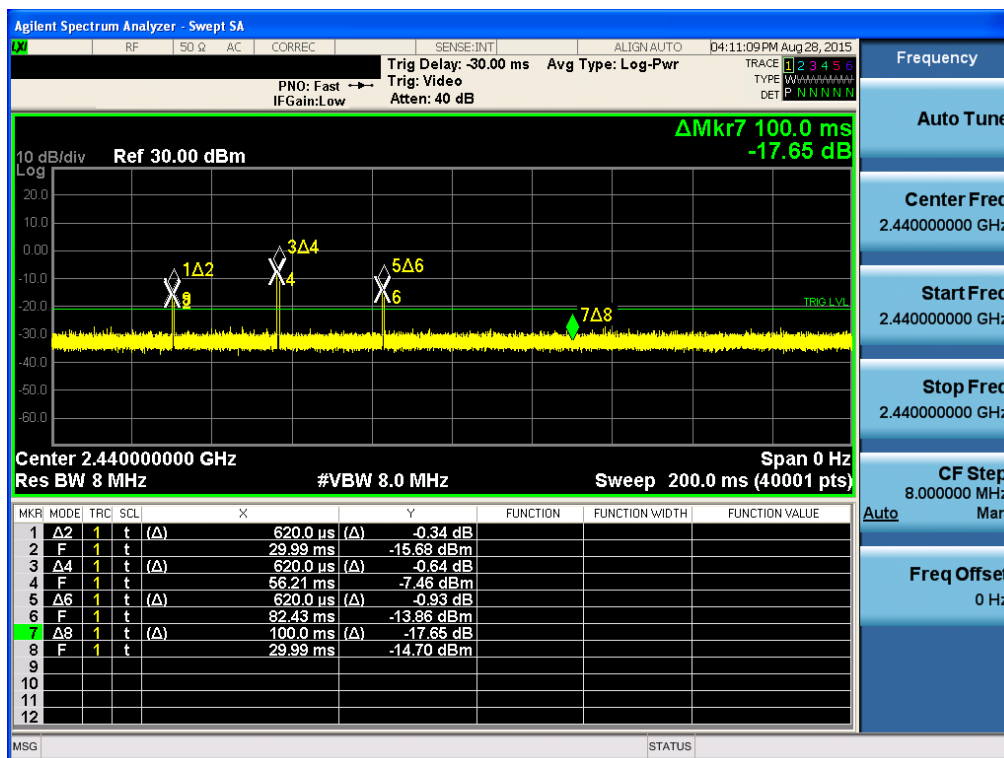 Agilent Spectrum Analyzer - Swept SA
LXI RF 50 Ω AC CORREC SENSE:INT ALIGN AUTO 04:11:09 PM Aug 28, 2015
Trig Delay: -30.00 ms Avg Type: Log-Pwr TRACE 1 2 3 4 5 6
PNO: Fast Trig: Video TYPE
IFGain:Low Atten: 40 dB DET P N N N N N
ΔMkr7 100.0 ms
-17.65 dB
10 dB/div Ref 30.00 dBm
Log
20.0
10.0
0.00
3Δ4
4
1Δ2
5Δ6
-10.0
6
-20.0
TRIG LVL
7Δ8
-30.0
-40.0
-50.0
-60.0
Center 2.440000000 GHz Span 0 Hz
Res BW 8 MHz #VBW 8.0 MHz Sweep 200.0 ms (40001 pts)
MKR MODE TRC SCL X Y FUNCTION FUNCTION WIDTH FUNCTION VALUE
1 Δ2 1 t (Δ) 620.0 µs (Δ) -0.34 dB
2 F 1 t 29.99 ms -15.68 dBm
3 Δ4 1 t (Δ) 620.0 µs (Δ) -0.64 dB
4 F 1 t 56.21 ms -7.46 dBm
5 Δ6 1 t (Δ) 620.0 µs (Δ) -0.93 dB
6 F 1 t 82.43 ms -13.86 dBm
7 Δ8 1 t (Δ) 100.0 ms (Δ) -17.65 dB
8 F 1 t 29.99 ms -14.70 dBm
9
10
11
12
MSG STATUS
Frequency
Auto Tune
Center Freq
2.440000000 GHz
Start Freq
2.440000000 GHz
Stop Freq
2.440000000 GHz
CF Step
8.000000 MHz
Auto Man
Freq Offset
0 Hz